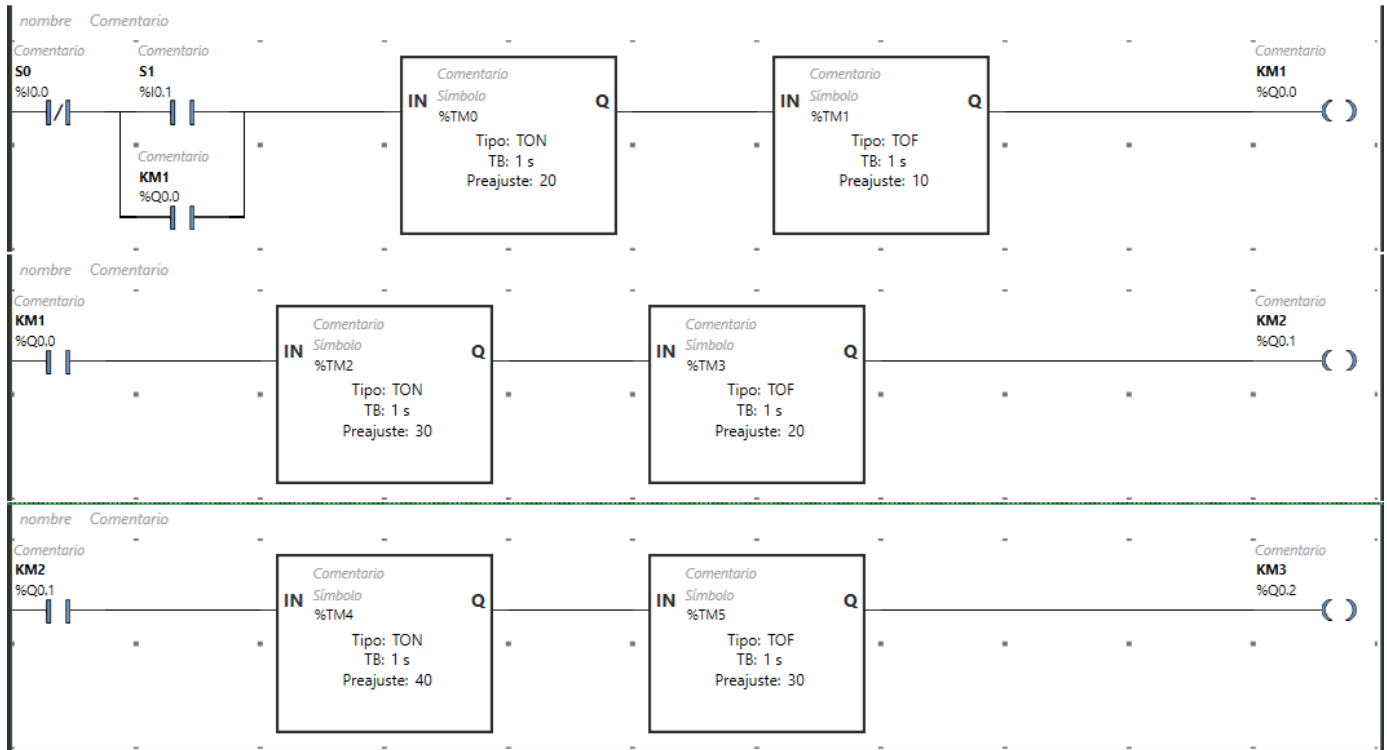 nombre Comentario
Comentario Comentario Comentario
S0 S1 KM1
%I0.0 %I0.1 %Q0.0
Comentario Comentario
IN Símbolo Q IN Símbolo Q
%TM0 %TM1
Tipo: TON Tipo: TOF
TB: 1 s TB: 1 s
Preajuste: 20 Preajuste: 10
Comentario
KM1
%Q0.0
nombre Comentario
Comentario Comentario
KM1 KM2
%Q0.0 %Q0.1
Comentario Comentario
IN Símbolo Q IN Símbolo Q
%TM2 %TM3
Tipo: TON Tipo: TOF
TB: 1 s TB: 1 s
Preajuste: 30 Preajuste: 20
nombre Comentario
Comentario Comentario
KM2 KM3
%Q0.1 %Q0.2
Comentario Comentario
IN Símbolo Q IN Símbolo Q
%TM4 %TM5
Tipo: TON Tipo: TOF
TB: 1 s TB: 1 s
Preajuste: 40 Preajuste: 30